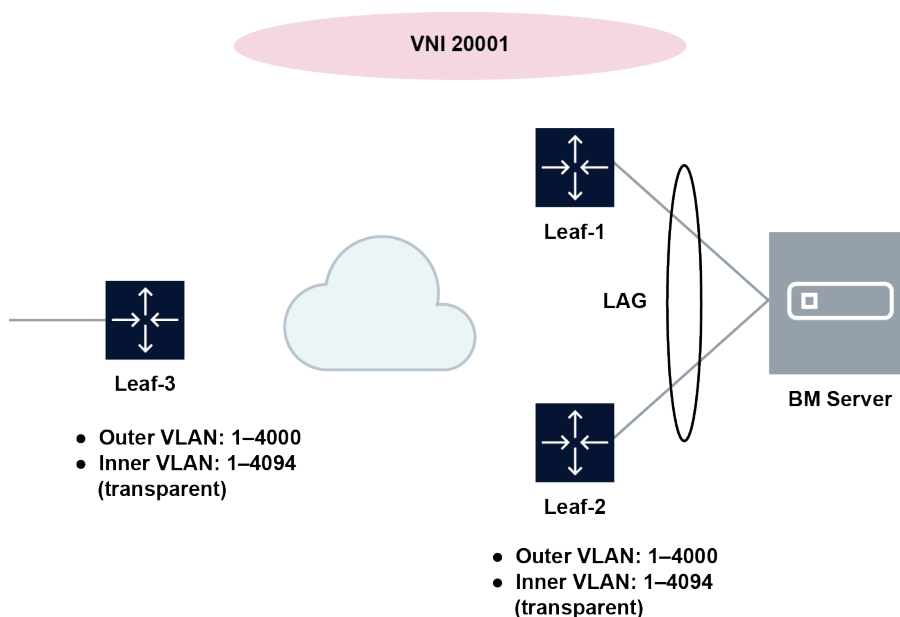 VNI 20001
Leaf-1
LAG
Leaf-3
BM Server
● Outer VLAN: 1–4000
● Inner VLAN: 1–4094
(transparent)
Leaf-2
● Outer VLAN: 1–4000
● Inner VLAN: 1–4094
(transparent)